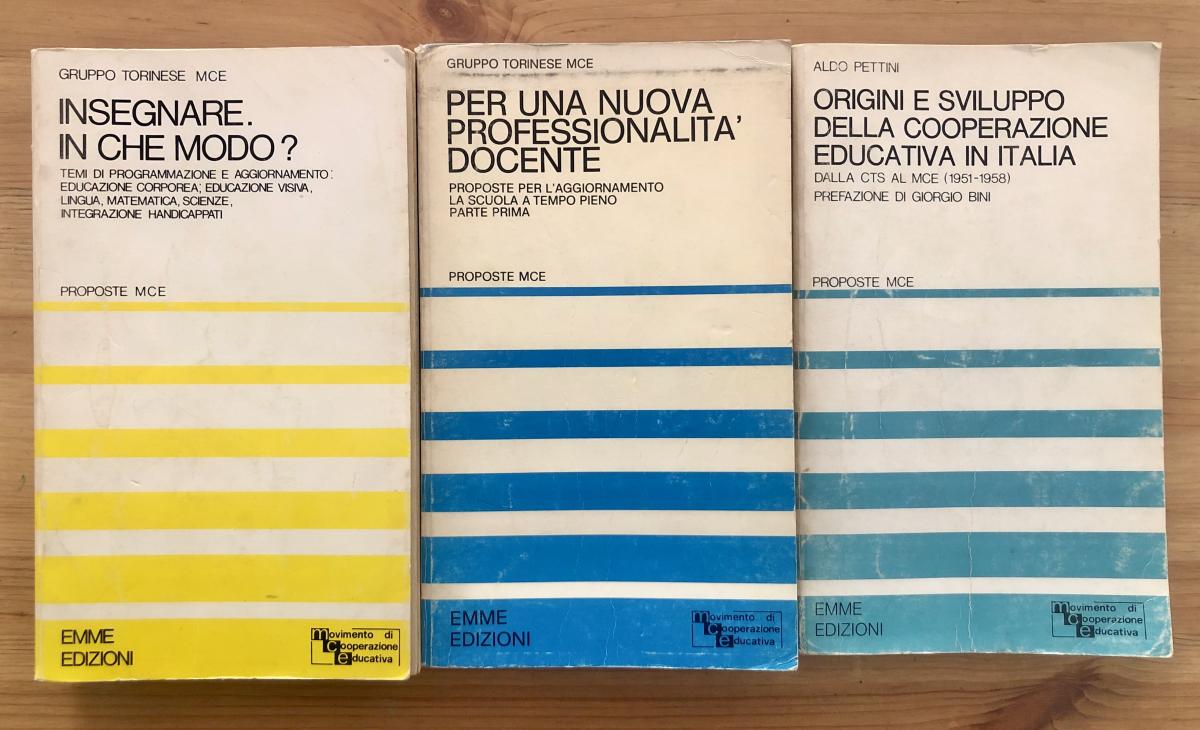 GRUPPO TORINESE MCE
INSEGNARE.
IN CHE MODO?
TEMI DI PROGRAMMAZIONE E AGGIORNAMENTO:
EDUCAZIONE CORPOREA; EDUCAZIONE VISIVA,
LINGUA, MATEMATICA, SCIENZE,
INTEGRAZIONE HANDICAPPATI
PROPOSTE MCE
EMME
EDIZIONI
movimento di
cooperazione
educativa
GRUPPO TORINESE MCE
PER UNA NUOVA
PROFESSIONALITA'
DOCENTE
PROPOSTE PER L'AGGIORNAMENTO
LA SCUOLA A TEMPO PIENO
PARTE PRIMA
PROPOSTE MCE
EMME
EDIZIONI
movimento di
cooperazione
educativa
ALDO PETTINI
ORIGINI E SVILUPPO
DELLA COOPERAZIONE
EDUCATIVA IN ITALIA
DALLA CTS AL MCE (1951-1958)
PREFAZIONE DI GIORGIO BINI
PROPOSTE MCE
EMME
EDIZIONI
movimento di
cooperazione
educativa